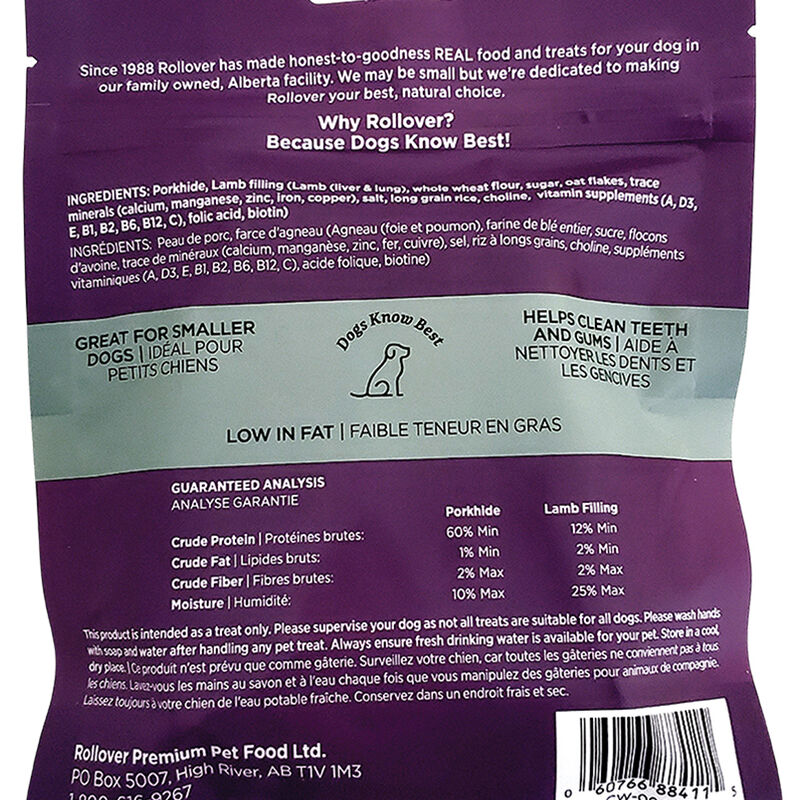 Since 1988 Rollover has made honest-to-goodness REAL food and treats for your dog in
our family owned, Alberta facility. We may be small but we're dedicated to making
Rollover your best, natural choice.
Why Rollover?
Because Dogs Know Best!
INGREDIENTS: Porkhide, Lamb filling (Lamb (liver & lung), whole wheat flour, sugar, oat flakes, trace
minerals (calcium, manganese, zinc, iron, copper), salt, long grain rice, choline, vitamin supplements (A, D3,
E, B1, B2, B6, B12, C), folic acid, biotin)
INGRÉDIENTS: Peau de porc, farce d'agneau (Agneau (foie et poumon), farine de blé entier, sucre, flocons
d'avoine, trace de minéraux (calcium, manganèse, zinc, fer, cuivre), sel, riz à longs grains, choline, suppléments
vitaminiques (A, D3, E, B1, B2, B6, B12, C), acide folique, biotine)
GREAT FOR SMALLER
DOGS | IDÉAL POUR
PETITS CHIENS
Dogs Know Best
HELPS CLEAN TEETH
AND GUMS | AIDE À
NETTOYER LES DENTS ET
LES GENCIVES
LOW IN FAT | FAIBLE TENEUR EN GRAS
GUARANTEED ANALYSIS
ANALYSE GARANTIE
Porkhide Lamb Filling
Crude Protein | Protéines brutes: 60% Min 12% Min
Crude Fat | Lipides bruts: 1% Min 2% Min
Crude Fiber | Fibres brutes: 2% Max 2% Max
Moisture | Humidité: 10% Max 25% Max
This product is intended as a treat only. Please supervise your dog as not all treats are suitable for all dogs. Please wash hands
with soap and water after handling any pet treat. Always ensure fresh drinking water is available for your pet. Store in a cool,
dry place. | Ce produit n'est prévu que comme gâterie. Surveillez votre chien, car toutes les gâteries ne conviennent pas à tous
les chiens. Lavez-vous les mains au savon et à l'eau chaque fois que vous manipulez des gâteries pour animaux de compagnie.
Laissez toujours à votre chien de l'eau potable fraîche. Conservez dans un endroit frais et sec.
Rollover Premium Pet Food Ltd.
PO Box 5007, High River, AB T1V 1M3
1-800-616-9267
0 60766 88411 5